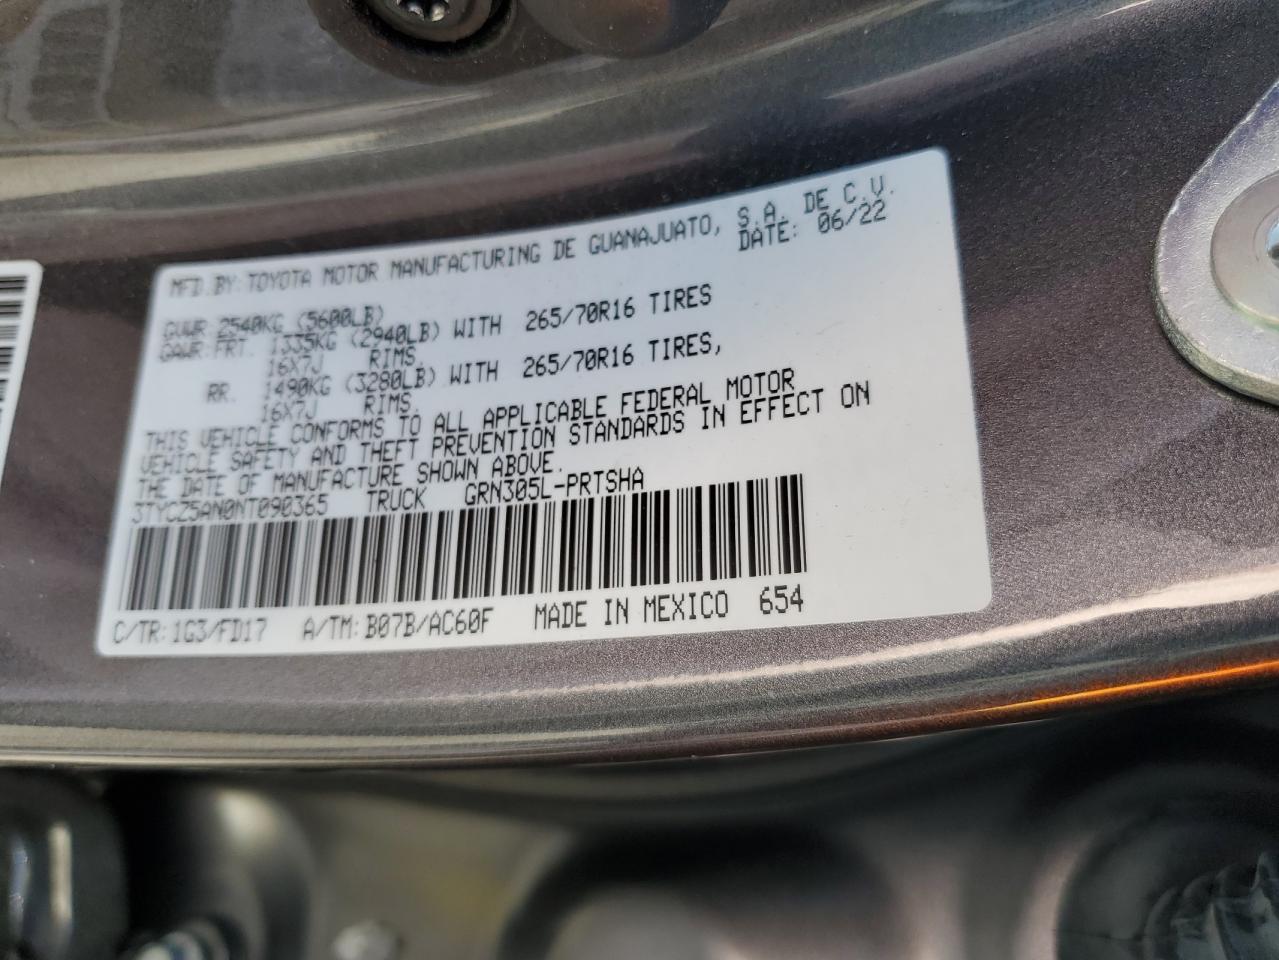 MFD.BY:TOYOTA MOTOR MANUFACTURING DE GUANAJUATO, S.A. DE C.V.
DATE: 06/22
GVWR 2540KG (5600LB)
GAWR:FRT. 1335KG (2940LB) WITH 265/70R16 TIRES
16X7J RIMS,
RR. 1490KG (3280LB) WITH 265/70R16 TIRES,
16X7J RIMS,
THIS VEHICLE CONFORMS TO ALL APPLICABLE FEDERAL MOTOR
VEHICLE SAFETY AND THEFT PREVENTION STANDARDS IN EFFECT ON
THE DATE OF MANUFACTURE SHOWN ABOVE.
3TYCZ5AN0NT090365 TRUCK GRN305L-PRTSHA
C/TR:1G3/FD17 A/TM:B07B/AC60F MADE IN MEXICO 654